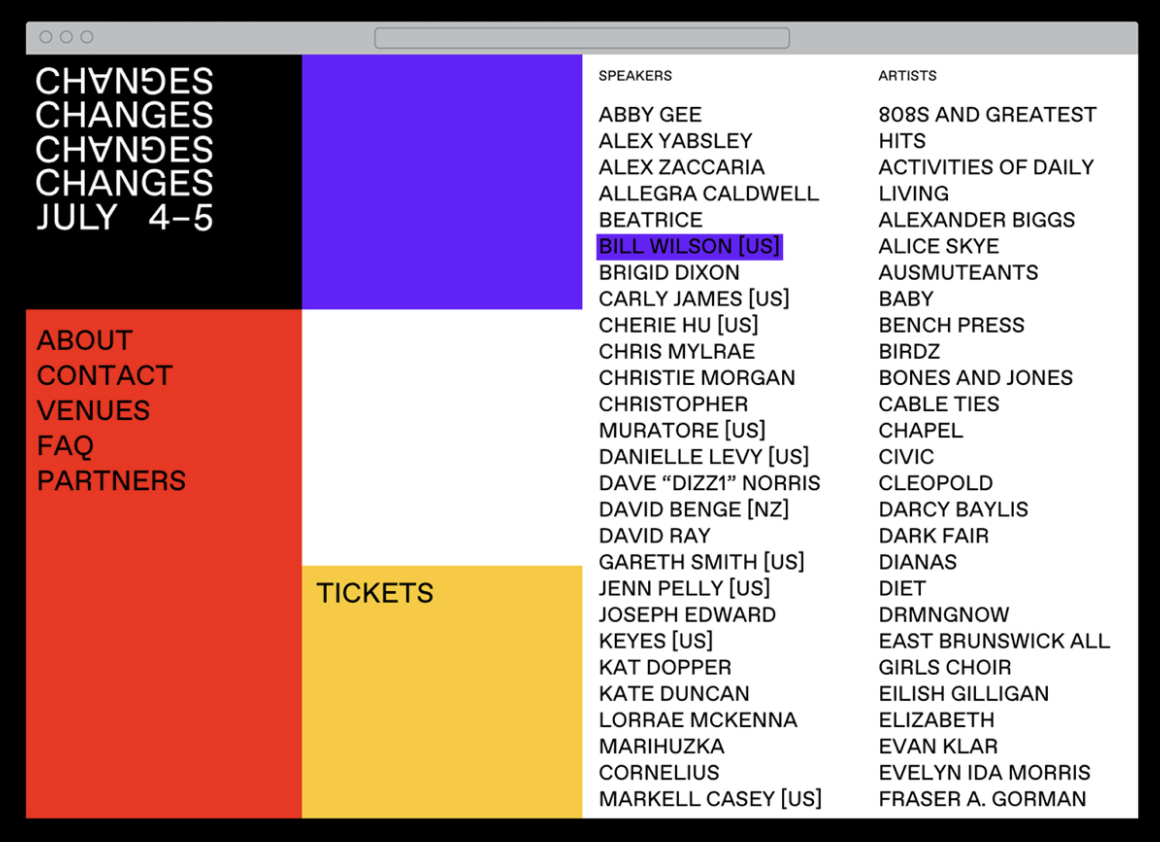 CH∀NƏES
CHANGES
CH∀NƏES
CHANGES
JULY 4–5
ABOUT
CONTACT
VENUES
FAQ
PARTNERS
TICKETS
SPEAKERS
ABBY GEE
ALEX YABSLEY
ALEX ZACCARIA
ALLEGRA CALDWELL
BEATRICE
BILL WILSON [US]
BRIGID DIXON
CARLY JAMES [US]
CHERIE HU [US]
CHRIS MYLRAE
CHRISTIE MORGAN
CHRISTOPHER
MURATORE [US]
DANIELLE LEVY [US]
DAVE “DIZZ1” NORRIS
DAVID BENGE [NZ]
DAVID RAY
GARETH SMITH [US]
JENN PELLY [US]
JOSEPH EDWARD
KEYES [US]
KAT DOPPER
KATE DUNCAN
LORRAE MCKENNA
MARIHUZKA
CORNELIUS
MARKELL CASEY [US]
ARTISTS
808S AND GREATEST
HITS
ACTIVITIES OF DAILY
LIVING
ALEXANDER BIGGS
ALICE SKYE
AUSMUTEANTS
BABY
BENCH PRESS
BIRDZ
BONES AND JONES
CABLE TIES
CHAPEL
CIVIC
CLEOPOLD
DARCY BAYLIS
DARK FAIR
DIANAS
DIET
DRMNGNOW
EAST BRUNSWICK ALL
GIRLS CHOIR
EILISH GILLIGAN
ELIZABETH
EVAN KLAR
EVELYN IDA MORRIS
FRASER A. GORMAN